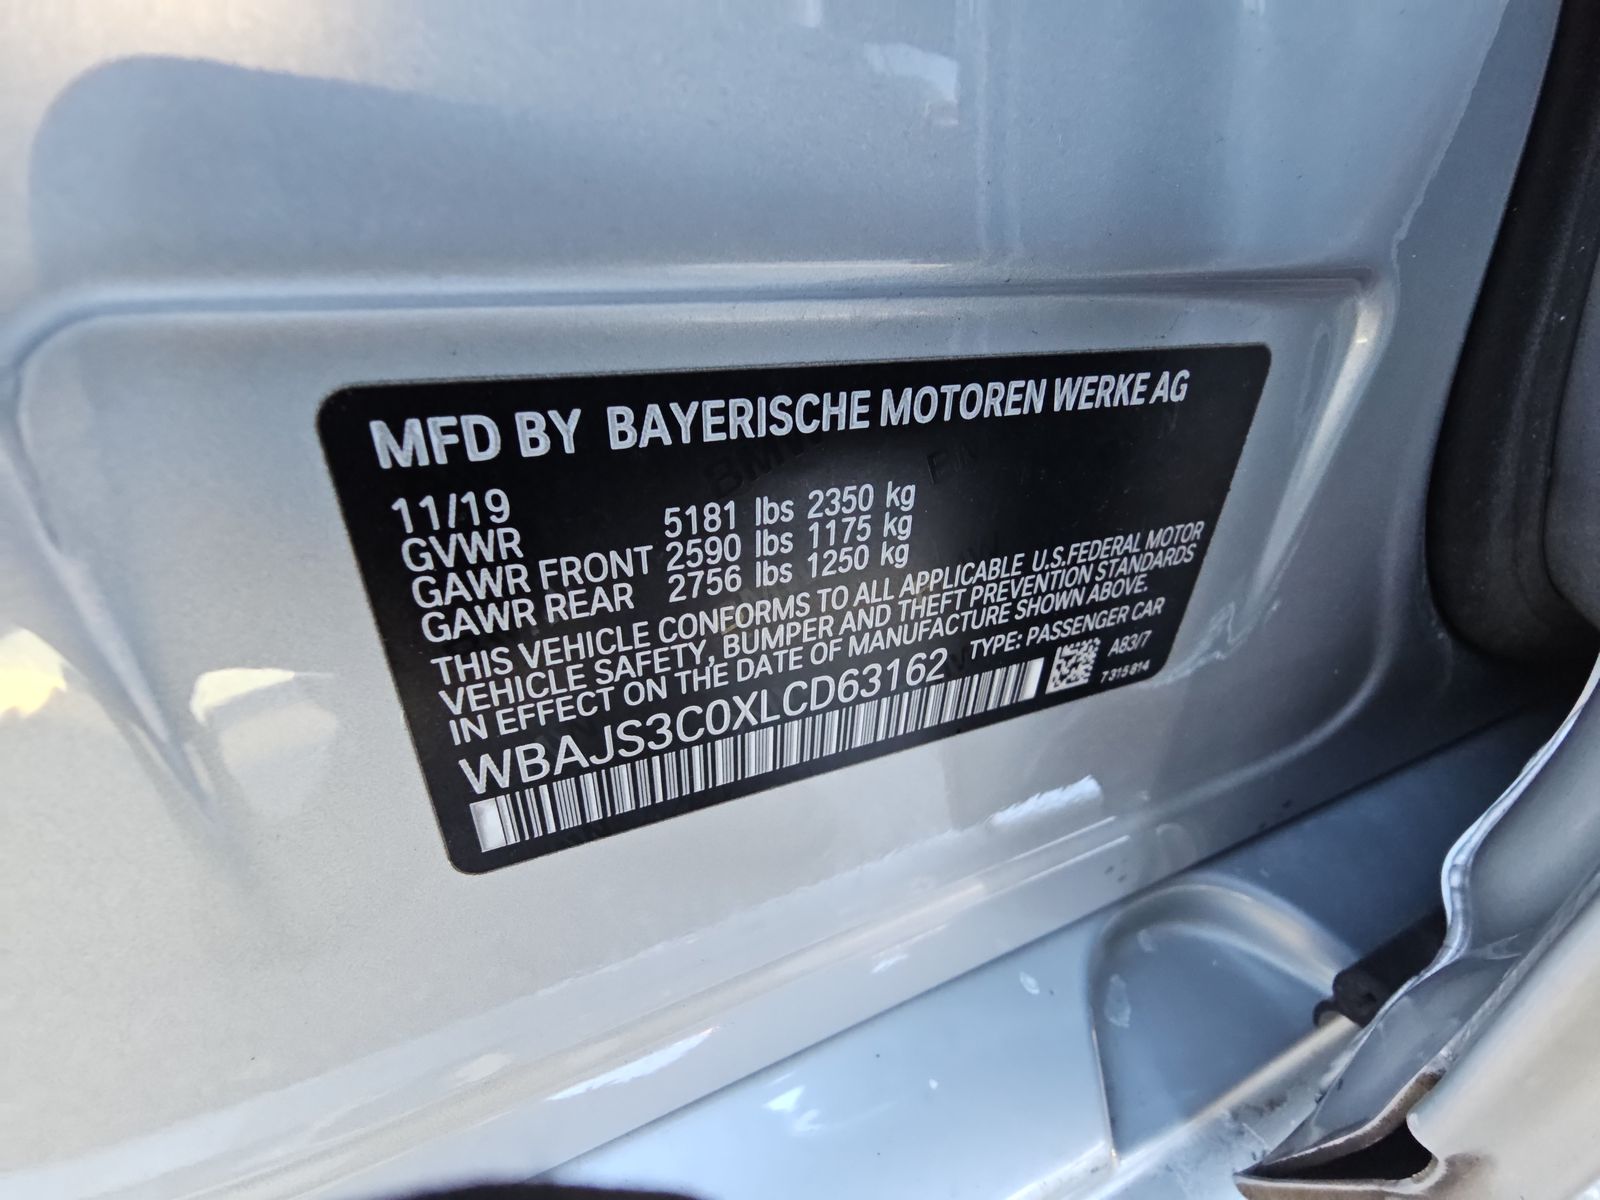 MFD BY BAYERISCHE MOTOREN WERKE AG
11/19
GVWR 5181 lbs 2350 kg
GAWR FRONT 2590 lbs 1175 kg
GAWR REAR 2756 lbs 1250 kg
THIS VEHICLE CONFORMS TO ALL APPLICABLE U.S.FEDERAL MOTOR
VEHICLE SAFETY, BUMPER AND THEFT PREVENTION STANDARDS
IN EFFECT ON THE DATE OF MANUFACTURE SHOWN ABOVE.
WBAJS3C0XLCD63162 TYPE: PASSENGER CAR
A83/7
7315814